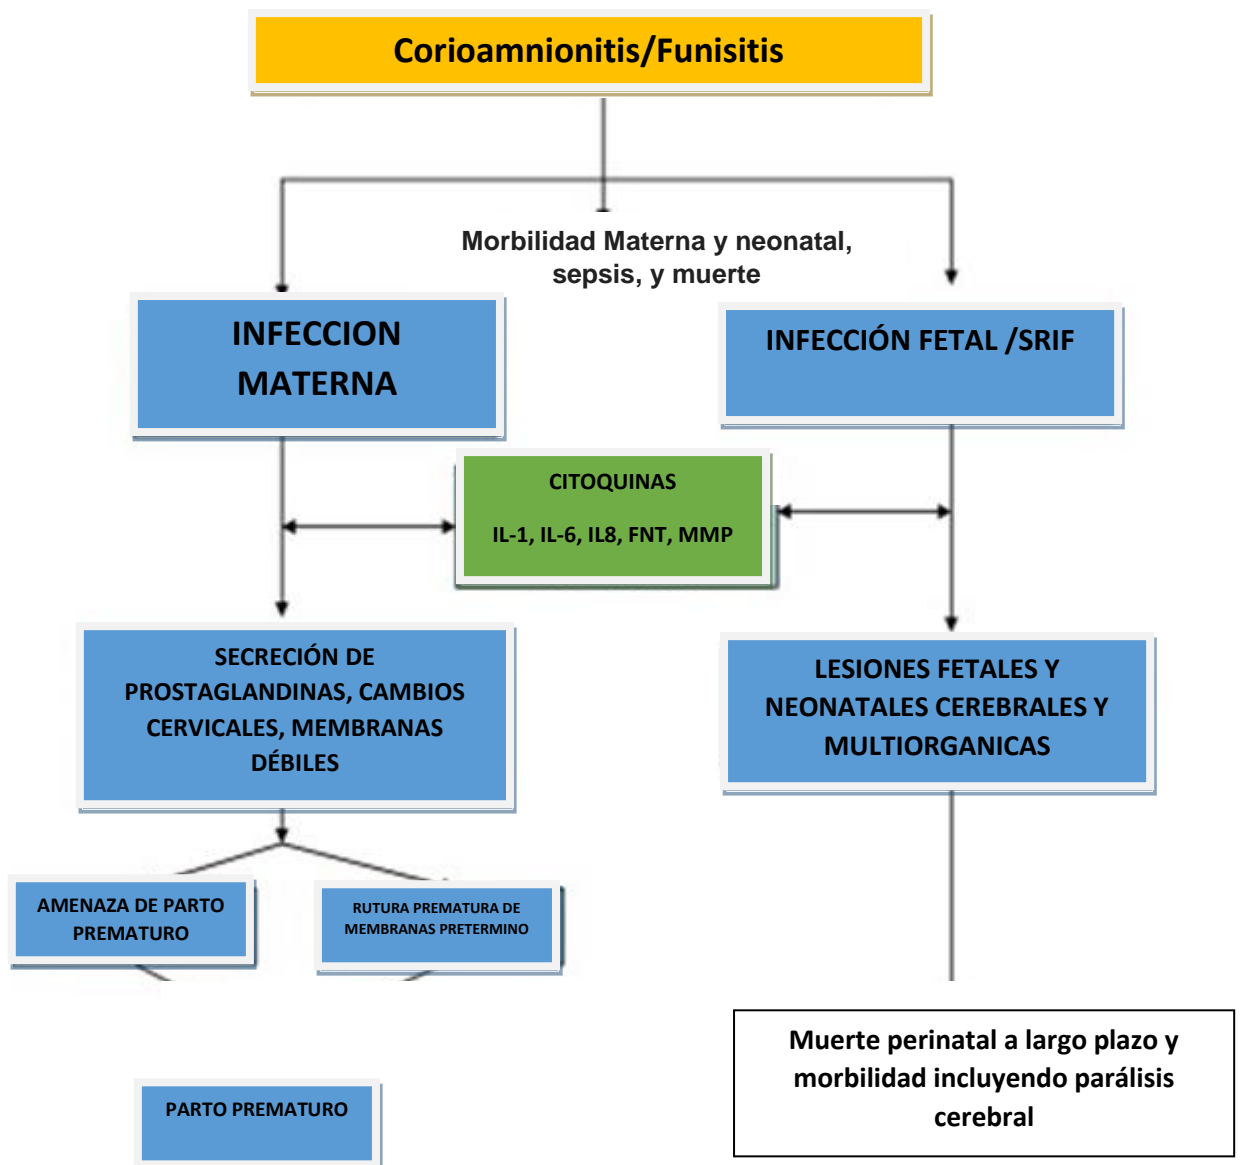 Corioamnionitis/Funisitis
Morbilidad Materna y neonatal,
sepsis, y muerte
INFECCION
MATERNA
INFECCIÓN FETAL /SRIF
CITOQUINAS
IL-1, IL-6, IL8, FNT, MMP
SECRECIÓN DE
PROSTAGLANDINAS, CAMBIOS
CERVICALES, MEMBRANAS
DÉBILES
LESIONES FETALES Y
NEONATALES CEREBRALES Y
MULTIORGANICAS
AMENAZA DE PARTO
PREMATURO
RUTURA PREMATURA DE
MEMBRANAS PRETERMINO
PARTO PREMATURO
Muerte perinatal a largo plazo y
morbilidad incluyendo parálisis
cerebral